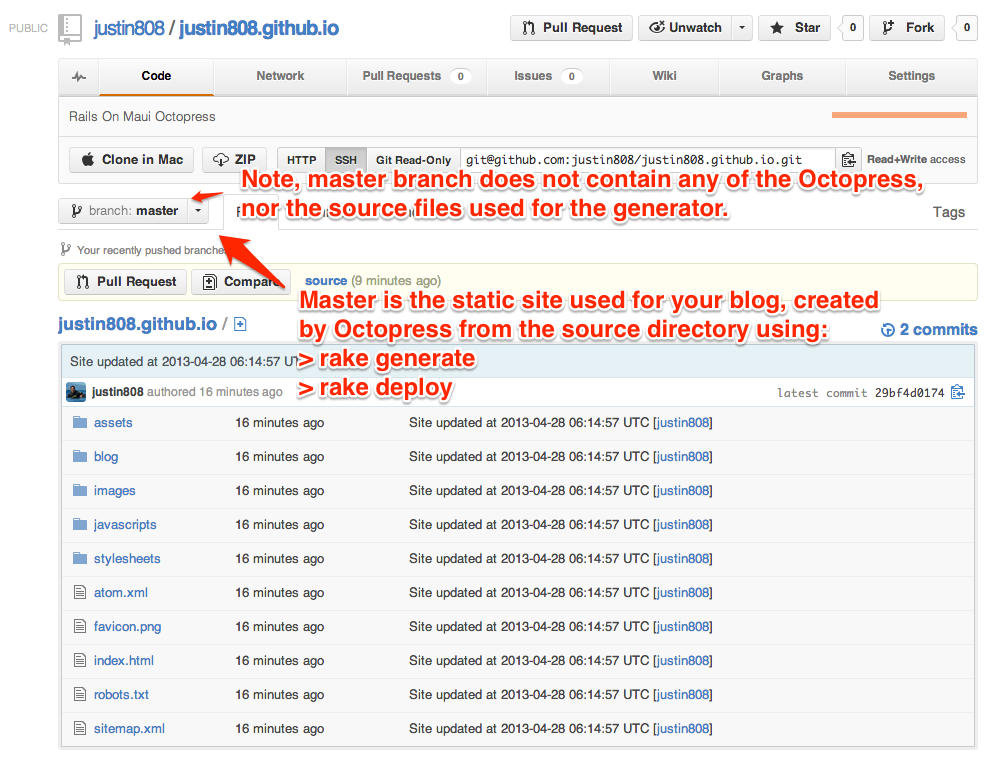 PUBLIC justin808 / justin808.github.io Pull Request Unwatch Star 0 Fork 0
Code Network Pull Requests 0 Issues 0 Wiki Graphs Settings
Rails On Maui Octopress
Clone in Mac ZIP HTTP SSH Git Read-Only git@github.com:justin808/justin808.github.io.git Read+Write access
Note, master branch does not contain any of the Octopress,
nor the source files used for the generator.
branch: master Tags
Your recently pushed branche
Pull Request Compare source (9 minutes ago)
Master is the static site used for your blog, created
by Octopress from the source directory using:
> rake generate
> rake deploy
justin808.github.io / 2 commits
Site updated at 2013-04-28 06:14:57 UT
justin808 authored 16 minutes ago latest commit 29bf4d0174
assets 16 minutes ago Site updated at 2013-04-28 06:14:57 UTC [justin808]
blog 16 minutes ago Site updated at 2013-04-28 06:14:57 UTC [justin808]
images 16 minutes ago Site updated at 2013-04-28 06:14:57 UTC [justin808]
javascripts 16 minutes ago Site updated at 2013-04-28 06:14:57 UTC [justin808]
stylesheets 16 minutes ago Site updated at 2013-04-28 06:14:57 UTC [justin808]
atom.xml 16 minutes ago Site updated at 2013-04-28 06:14:57 UTC [justin808]
favicon.png 16 minutes ago Site updated at 2013-04-28 06:14:57 UTC [justin808]
index.html 16 minutes ago Site updated at 2013-04-28 06:14:57 UTC [justin808]
robots.txt 16 minutes ago Site updated at 2013-04-28 06:14:57 UTC [justin808]
sitemap.xml 16 minutes ago Site updated at 2013-04-28 06:14:57 UTC [justin808]